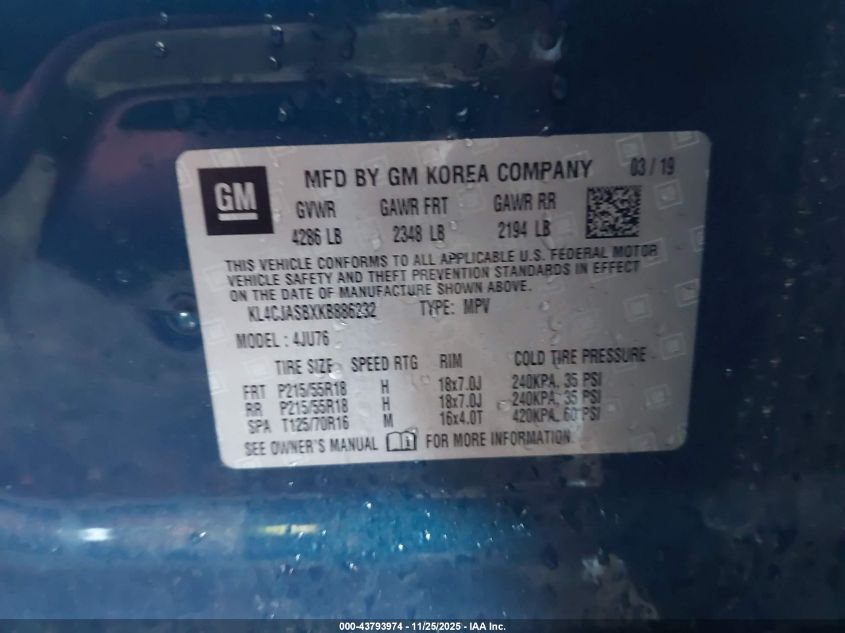 GM
MFD BY GM KOREA COMPANY 03 / 19
GVWR GAWR FRT GAWR RR
4286 LB 2348 LB 2194 LB
THIS VEHICLE CONFORMS TO ALL APPLICABLE U.S. FEDERAL MOTOR
VEHICLE SAFETY AND THEFT PREVENTION STANDARDS IN EFFECT
ON THE DATE OF MANUFACTURE SHOWN ABOVE.
KL4CJASBXKB886232 TYPE: MPV
MODEL : 4JU76
TIRE SIZE SPEED RTG RIM COLD TIRE PRESSURE
FRT P215/55R18 H 18x7.0J 240KPA, 35 PSI
RR P215/55R18 H 18x7.0J 240KPA, 35 PSI
SPA T125/70R16 M 16x4.0T 420KPA, 60 PSI
SEE OWNER'S MANUAL FOR MORE INFORMATION.
000-43793974 - 11/25/2025 - IAA Inc.